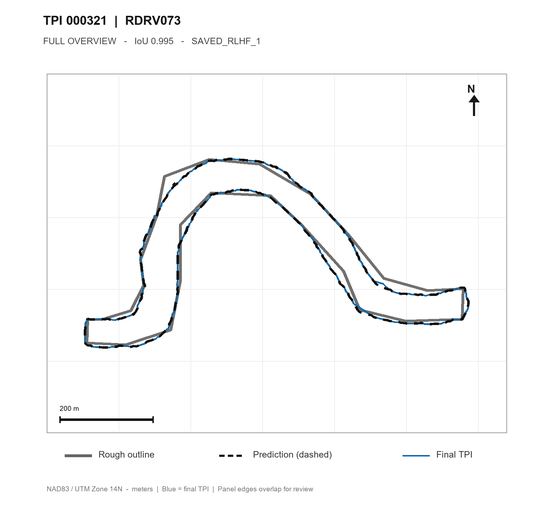 TPI 000321 | RDRV073
FULL OVERVIEW - IoU 0.995 - SAVED_RLHF_1
N
200 m
Rough outline Prediction (dashed) Final TPI
NAD83 / UTM Zone 14N - meters | Blue = final TPI | Panel edges overlap for review